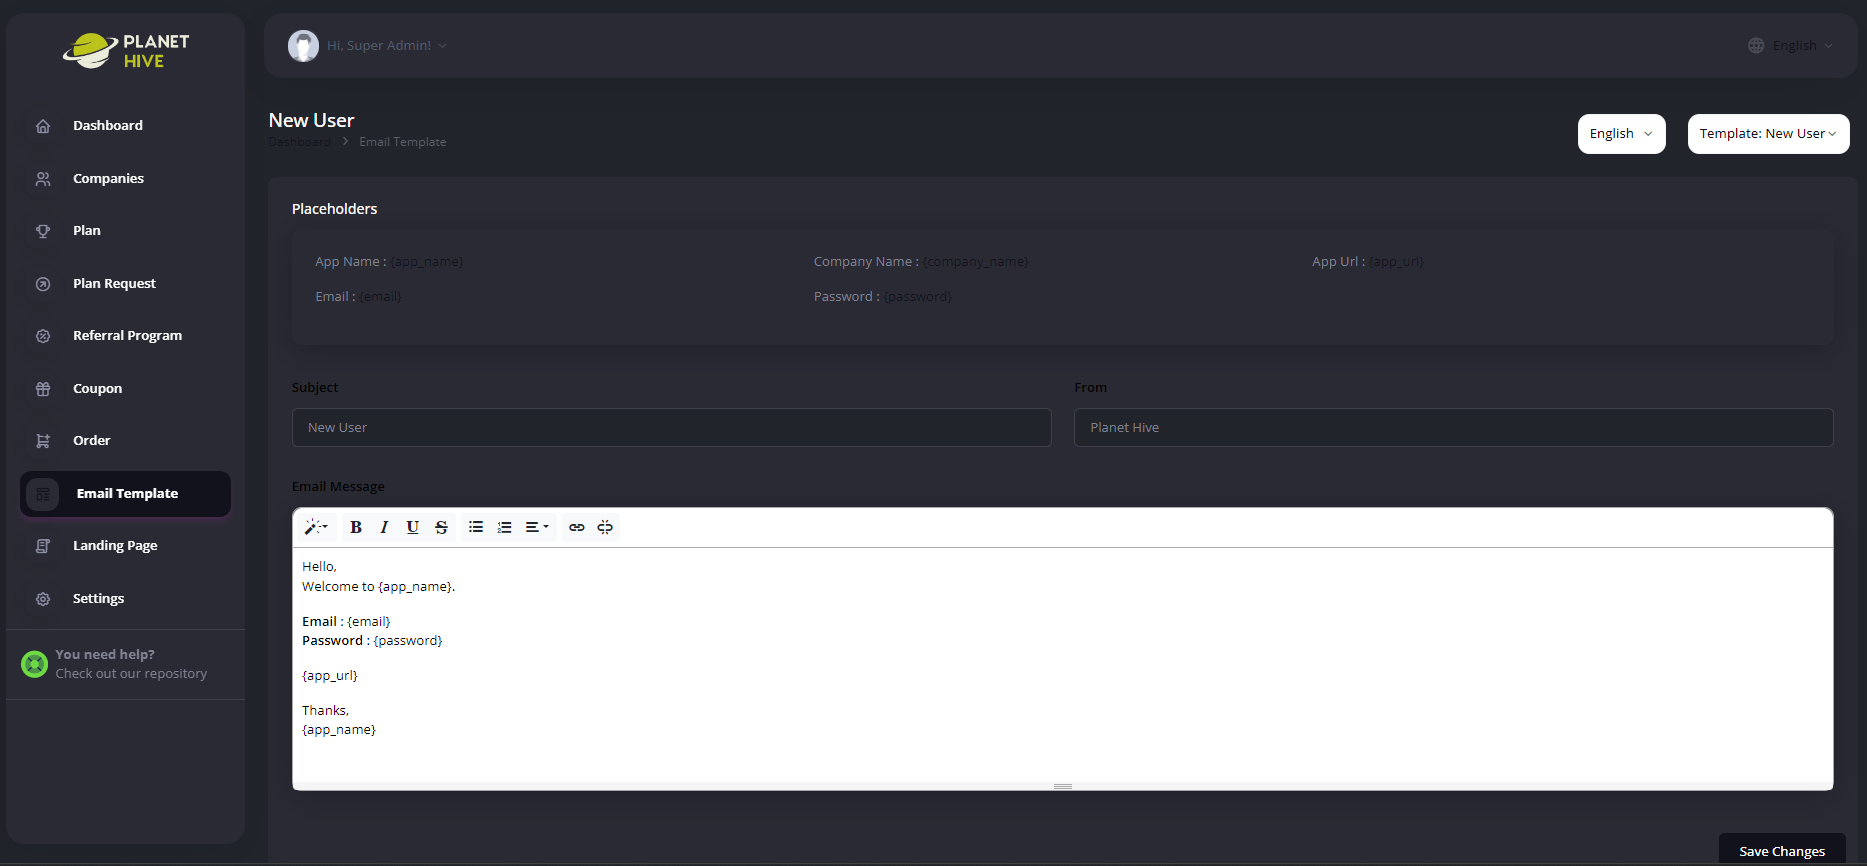 PLANET
HIVE
Dashboard
Companies
Plan
Plan Request
Referral Program
Coupon
Order
Email Template
Landing Page
Settings
You need help?
Check out our repository
Hi, Super Admin!
English
New User
Dashboard > Email Template
English
Template: New User
Placeholders
App Name : {app_name}
Company Name : {company_name}
App Url : {app_url}
Email : {email}
Password : {password}
Subject
From
New User
Planet Hive
Email Message
B I U S
Hello,
Welcome to {app_name}.
Email : {email}
Password : {password}
{app_url}
Thanks,
{app_name}
Save Changes